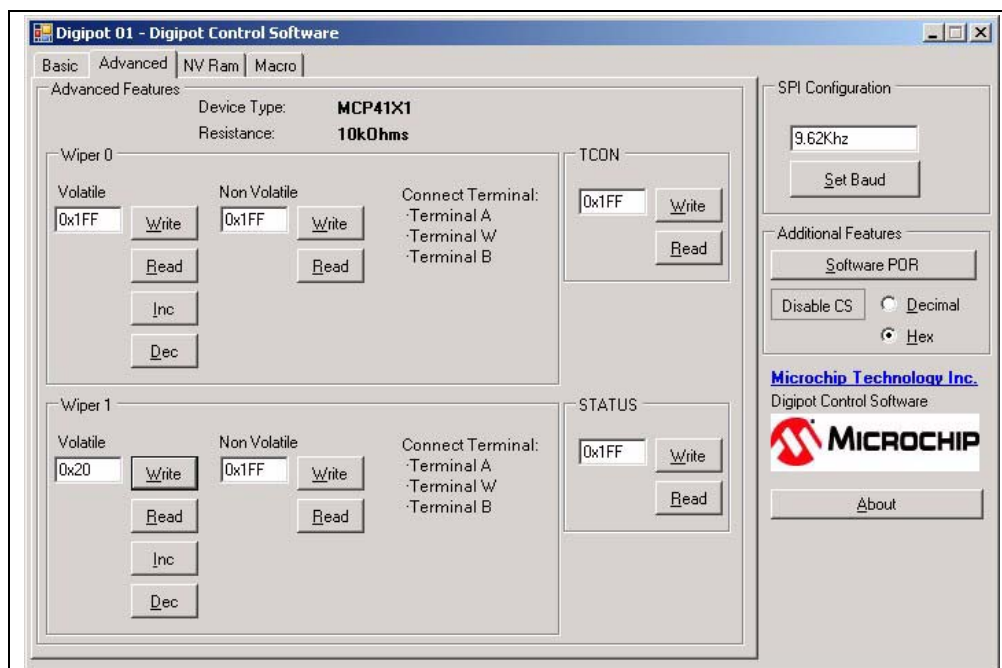 Digipot 01 - Digipot Control Software
Basic Advanced NV Ram Macro
Advanced Features
Device Type: MCP41X1
Resistance: 10kOhms
Wiper 0
Volatile
0x1FF
Write
Read
Inc
Dec
Non Volatile
0x1FF
Write
Read
Connect Terminal:
·Terminal A
·Terminal W
·Terminal B
TCON
0x1FF
Write
Read
Wiper 1
Volatile
0x20
Write
Read
Inc
Dec
Non Volatile
0x1FF
Write
Read
Connect Terminal:
·Terminal A
·Terminal W
·Terminal B
STATUS
0x1FF
Write
Read
SPI Configuration
9.62Khz
Set Baud
Additional Features
Software POR
Disable CS
Decimal
Hex
Microchip Technology Inc.
Digipot Control Software
MICROCHIP
About